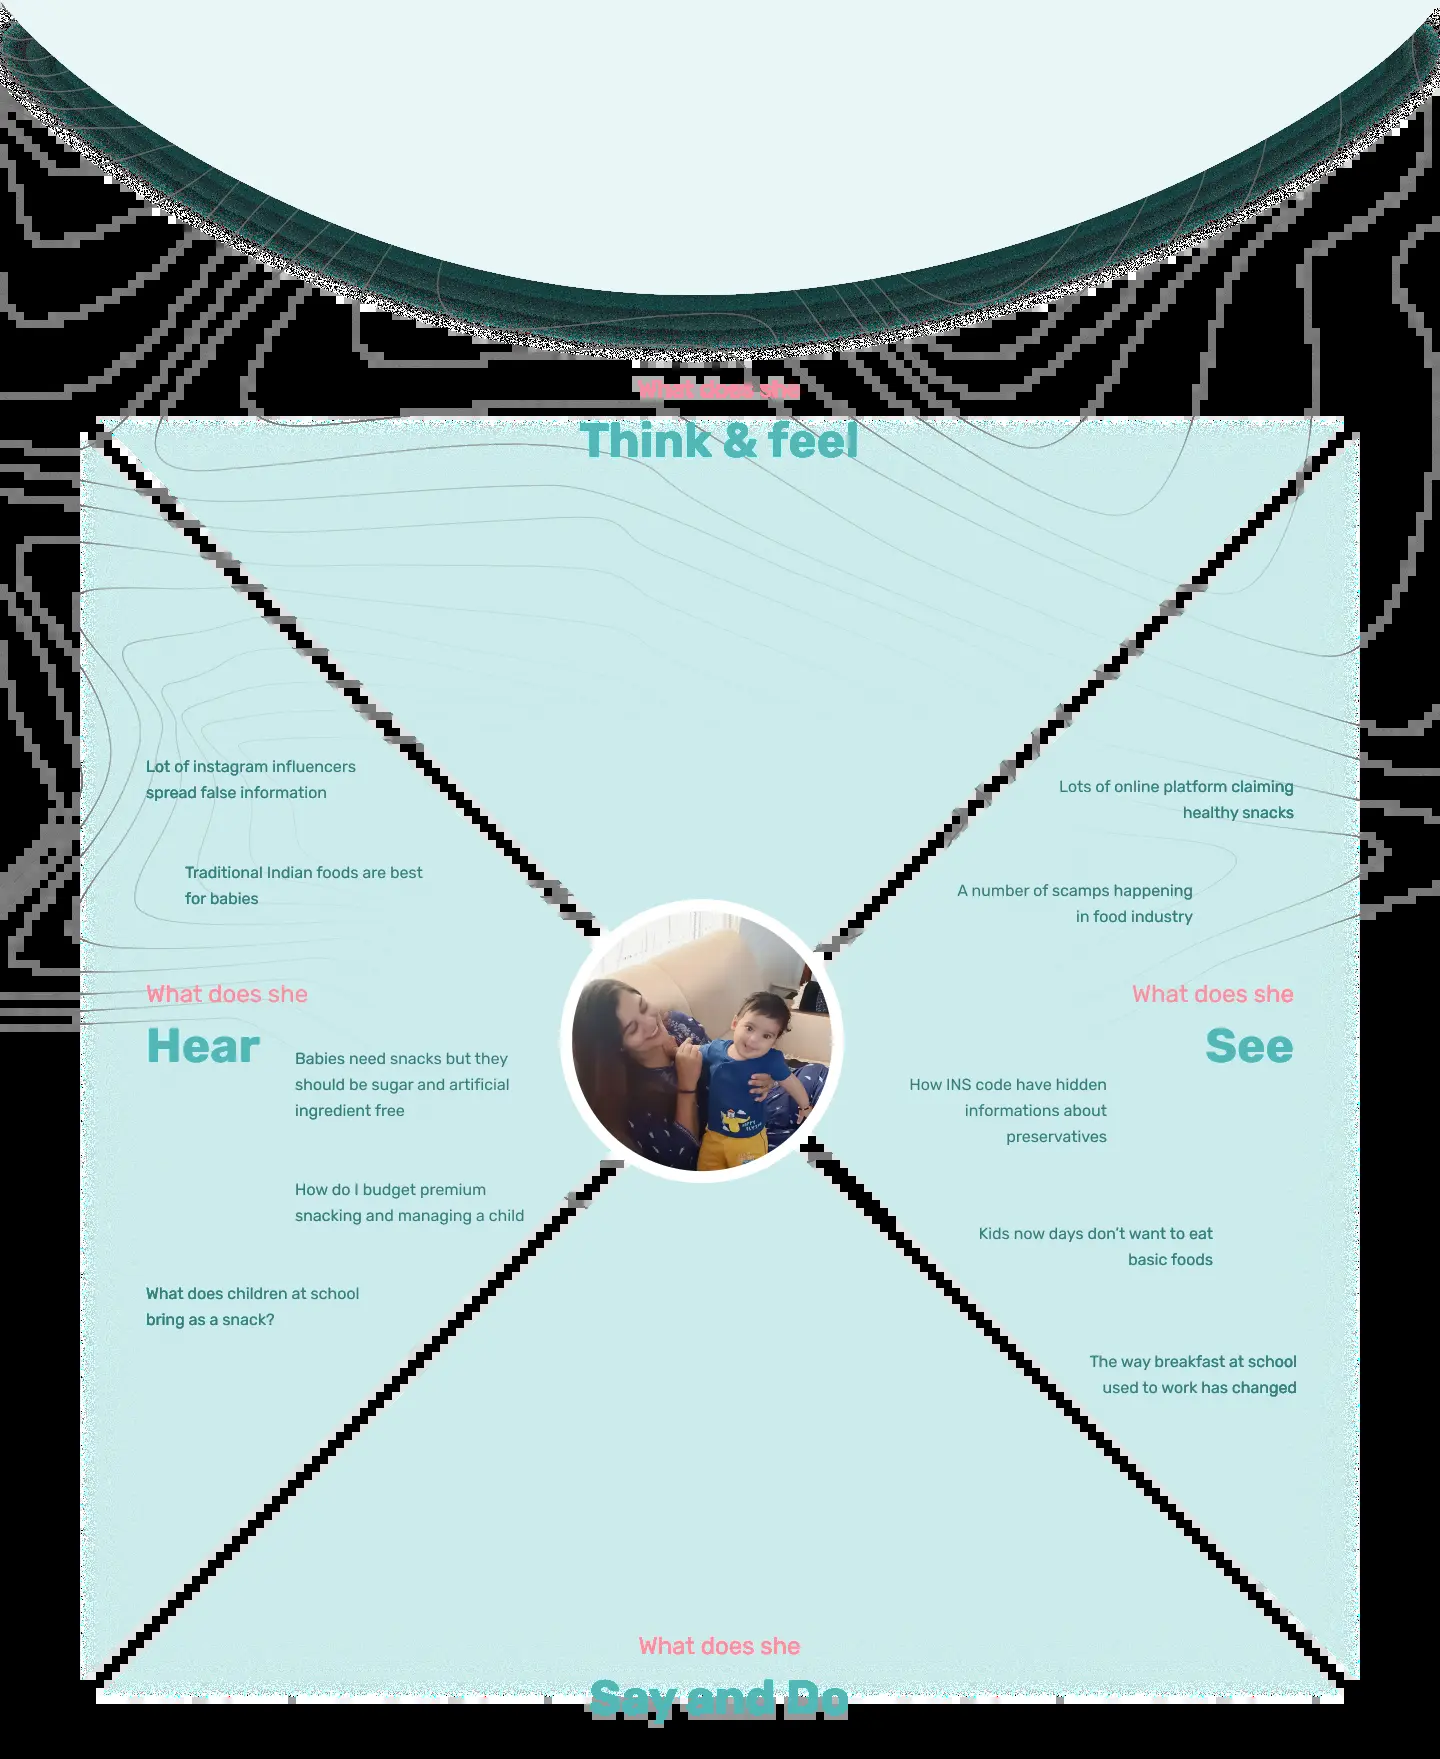 What does she
Think & feel
Lot of instagram influencers
spread false information
Traditional Indian foods are best
for babies
What does she
Hear
Babies need snacks but they
should be sugar and artificial
ingredient free
How do I budget premium
snacking and managing a child
What does children at school
bring as a snack?
Lots of online platform claiming
healthy snacks
A number of scamps happening
in food industry
What does she
See
How INS code have hidden
informations about
preservatives
Kids now days don't want to eat
basic foods
The way breakfast at school
used to work has changed
What does she
Say and Do